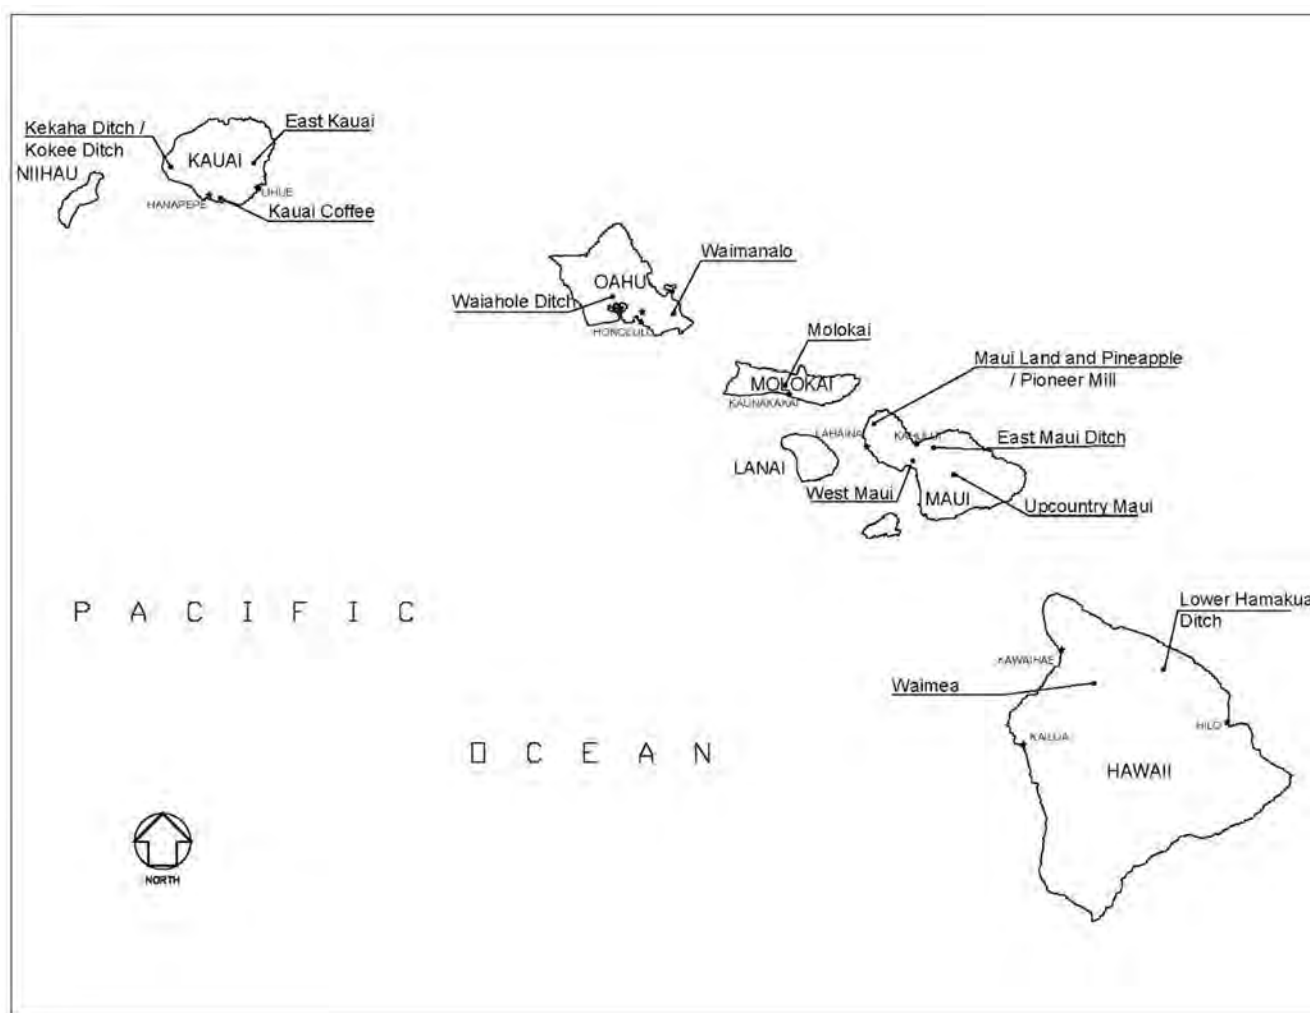 East Kauai
Kekaha Ditch /
Kokee Ditch
KAUAI
NIIHAU
LIHUE
HANAPEPE
Kauai Coffee
Waimanalo
OAHU
Waiahole Ditch
HONOLULU
Molokai
Maui Land and Pineapple
/ Pioneer Mill
MOLOKAI
KAUNAKAKAI
LAHAINA
KAHULUI
East Maui Ditch
LANAI
West Maui
MAUI
Upcountry Maui
PACIFIC
Lower Hamakua
Ditch
KAWAIHAE
Waimea
HILO
KAILUA
OCEAN
HAWAII
NORTH